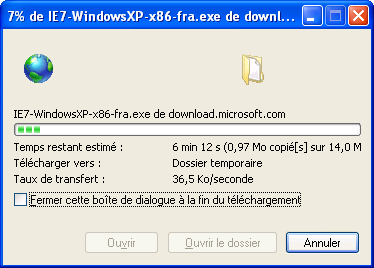 7% de IE7-WindowsXP-x86-fra.exe de downl...
IE7-WindowsXP-x86-fra.exe de download.microsoft.com
Temps restant estimé : 6 min 12 s (0,97 Mo copié[s] sur 14,0 M
Télécharger vers : Dossier temporaire
Taux de transfert : 36,5 Ko/seconde
Fermer cette boîte de dialogue à la fin du téléchargement
Ouvrir Ouvrir le dossier Annuler